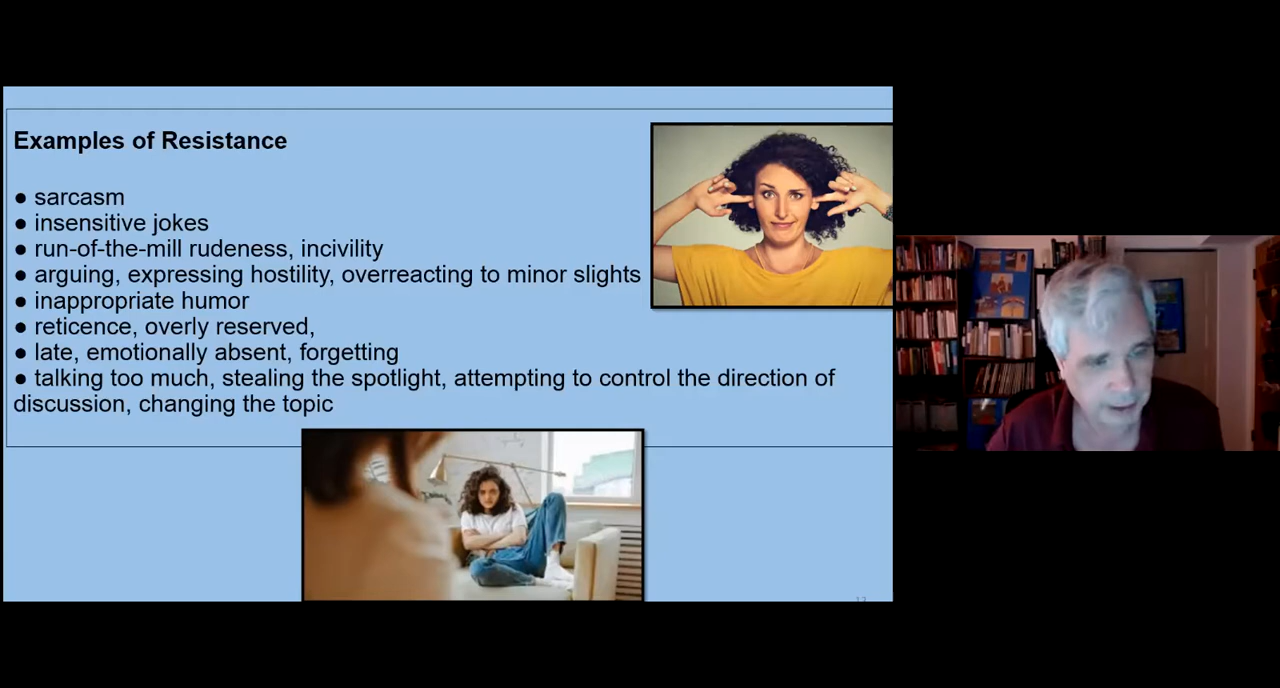 Examples of Resistance
● sarcasm
● insensitive jokes
● run-of-the-mill rudeness, incivility
● arguing, expressing hostility, overreacting to minor slights
● inappropriate humor
● reticence, overly reserved,
● late, emotionally absent, forgetting
● talking too much, stealing the spotlight, attempting to control the direction of
discussion, changing the topic